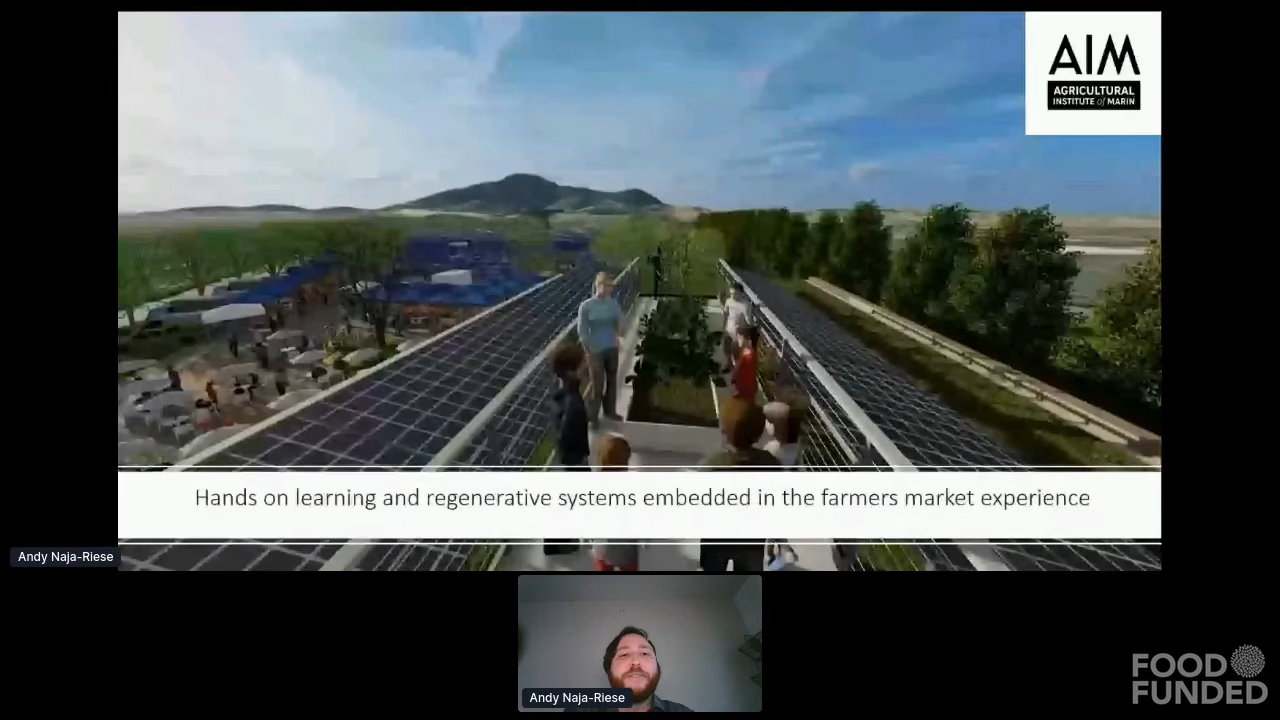 AIM
AGRICULTURAL
INSTITUTE of MARIN
Hands on learning and regenerative systems embedded in the farmers market experience
Andy Naja-Riese
Andy Naja-Riese
FOOD
FUNDED